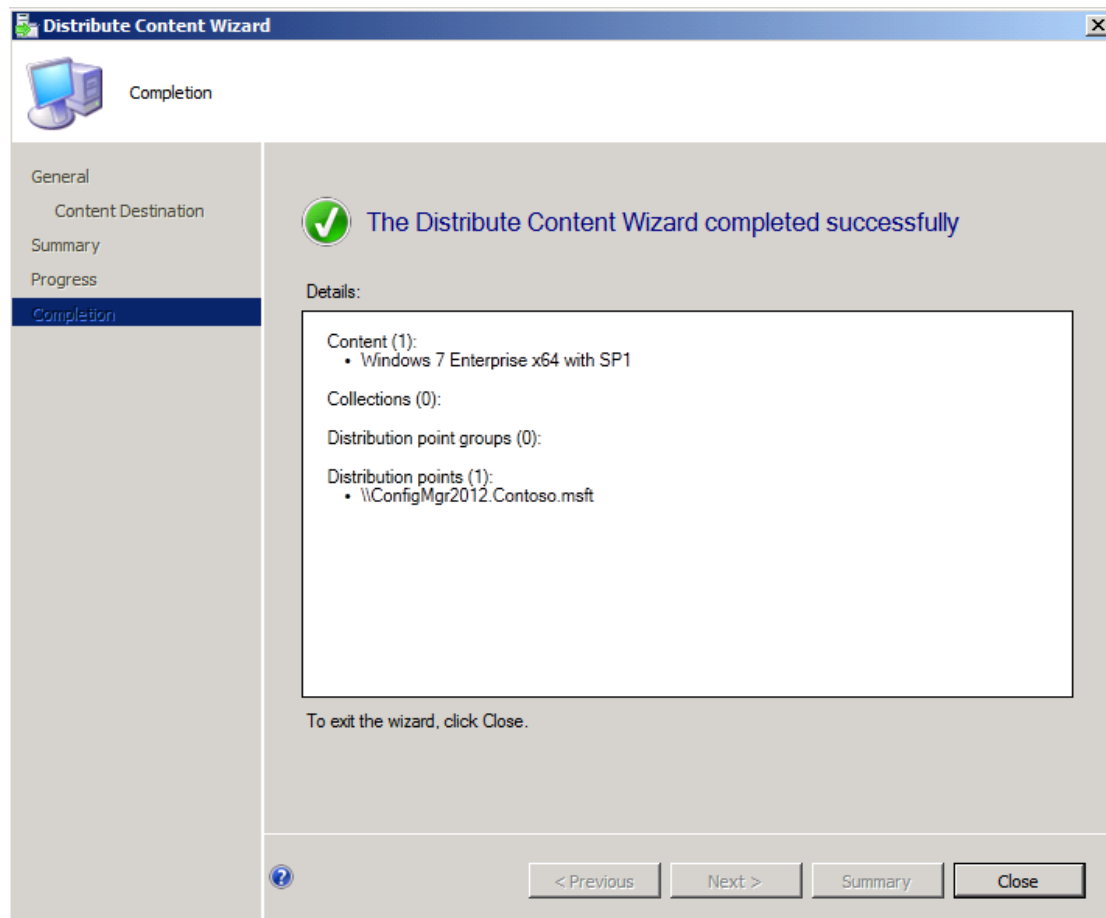 Distribute Content Wizard
Completion
General
Content Destination
Summary
Progress
Completion
The Distribute Content Wizard completed successfully
Details:
Content (1):
• Windows 7 Enterprise x64 with SP1
Collections (0):
Distribution point groups (0):
Distribution points (1):
• \\ConfigMgr2012.Contoso.msft
To exit the wizard, click Close.
< Previous
Next >
Summary
Close